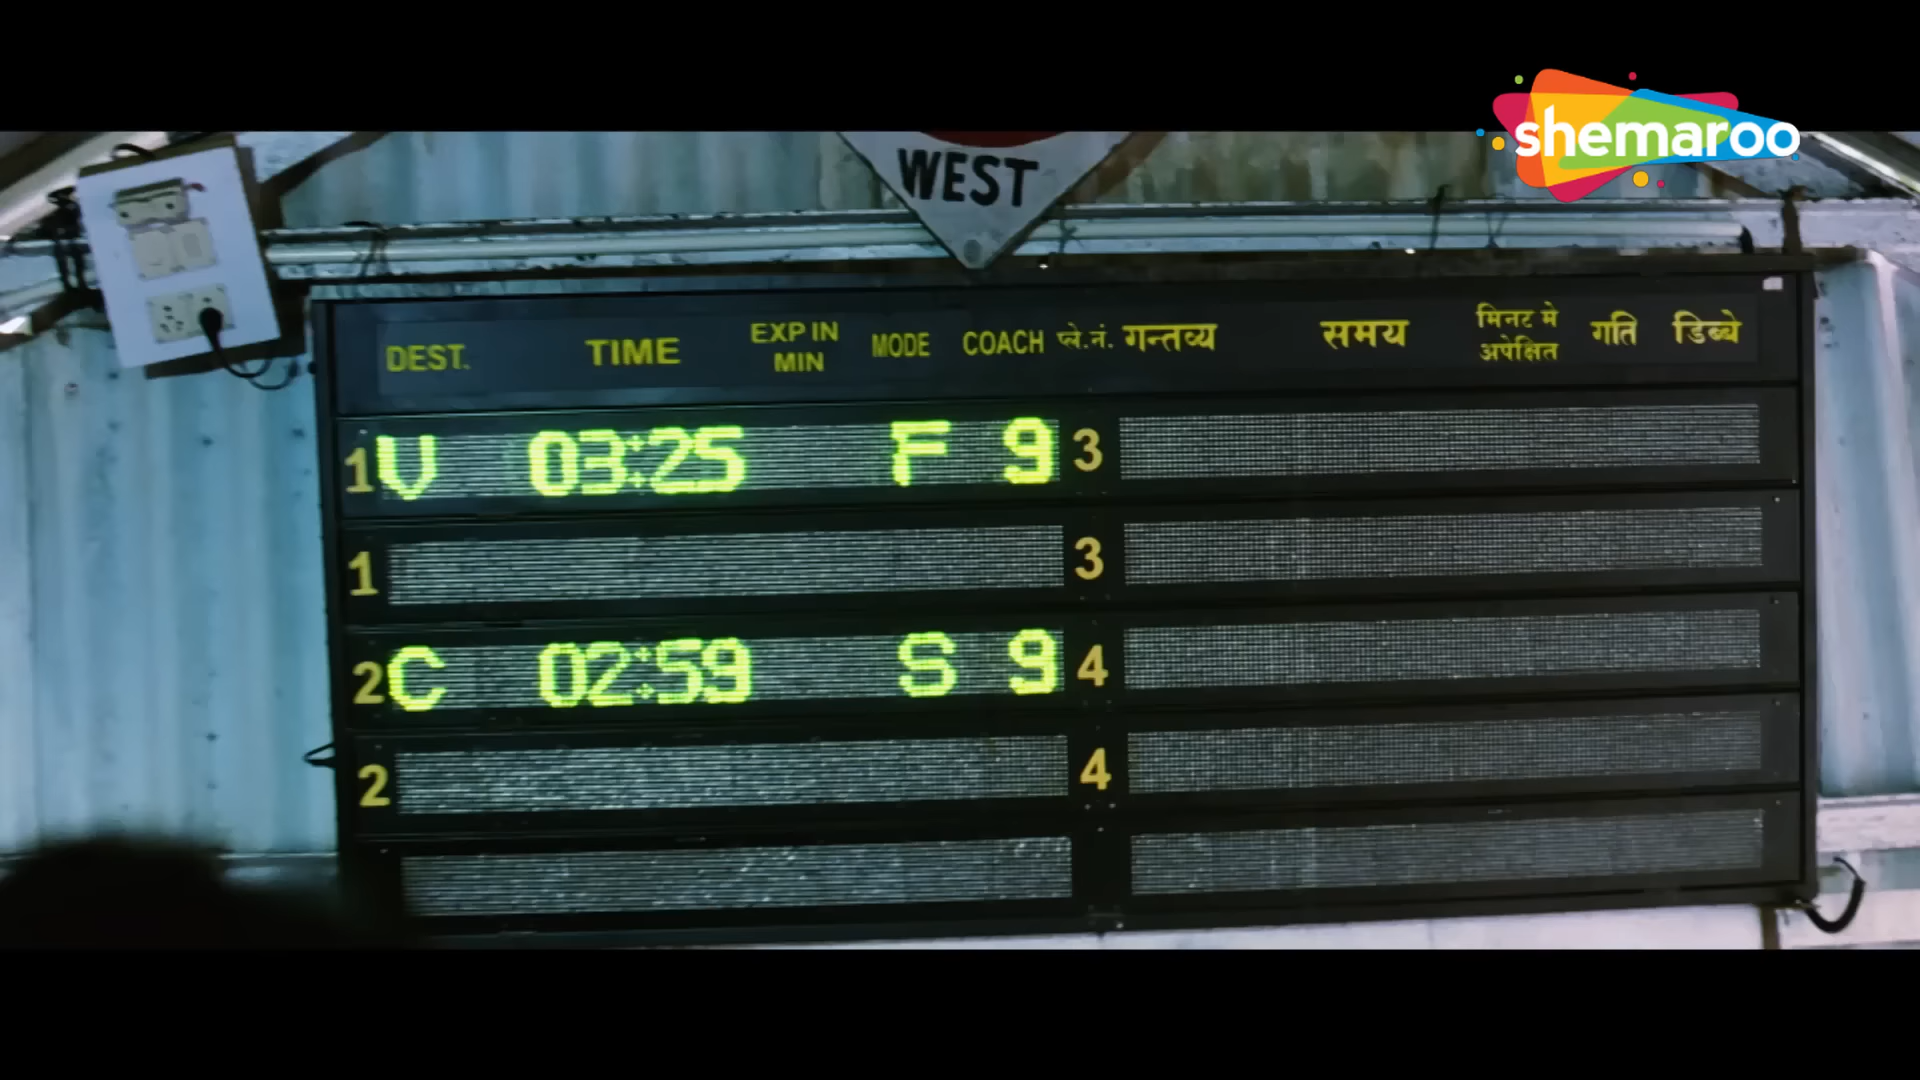 shemaroo
WEST
DEST. TIME EXP IN MIN MODE COACH प्ले.नं. गन्तव्य समय मिनट मे अपेक्षित गति डिब्बे
1 V 03:25 F 9 3
1 3
2 C 02:59 S 9 4
2 4